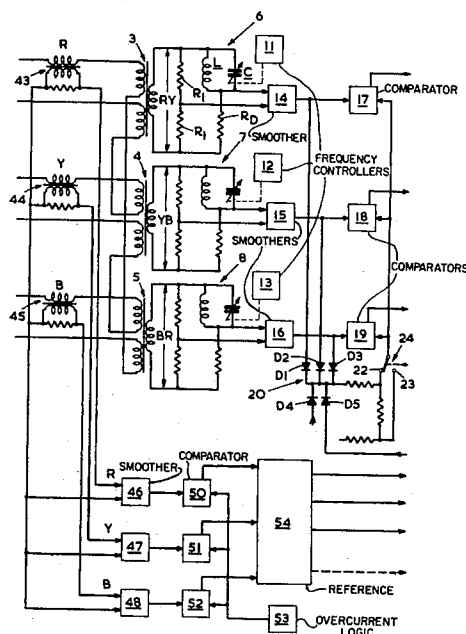 R 3 6 11
43 L C
RY R1 14 17 COMPARATOR
R1 RD
7 SMOOTHER
Y 4 12 FREQUENCY CONTROLLERS
44 YB 15 18
SMOOTHERS COMPARATORS
B 5 8 13
45 BR 16 19
D2 D3 24
D1 22
20 23
D4 D5
R SMOOTHER COMPARATOR
46 50
Y 54
47 51
B
48 52 REFERENCE
53 OVERCURRENT LOGIC